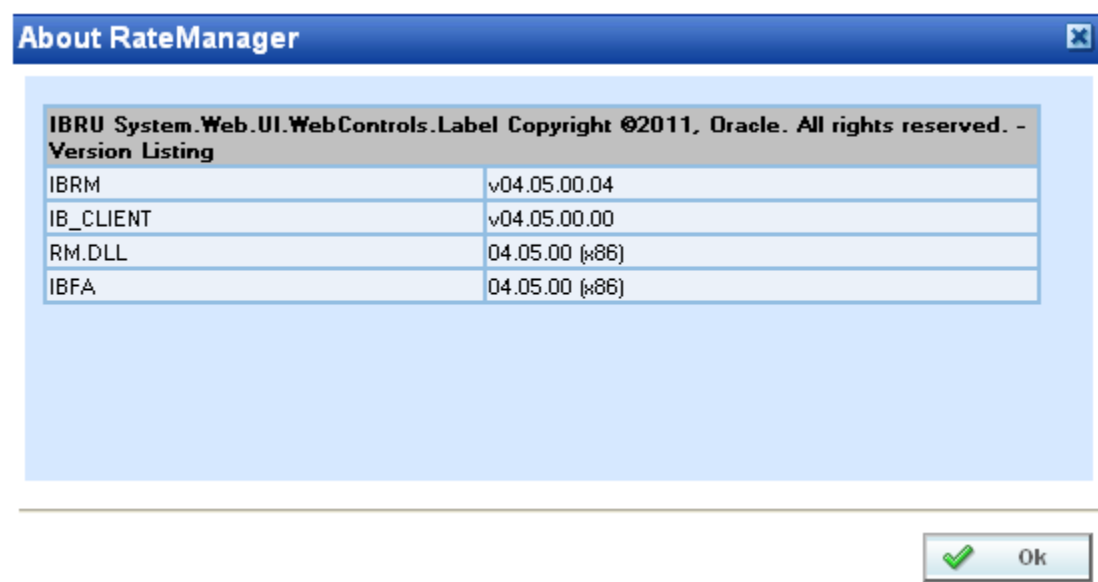 About RateManager
IBRU System.Web.UI.WebControls.Label Copyright ©2011, Oracle. All rights reserved. -
Version Listing
IBRM v04.05.00.04
IB_CLIENT v04.05.00.00
RM.DLL 04.05.00 (x86)
IBFA 04.05.00 (x86)
Ok